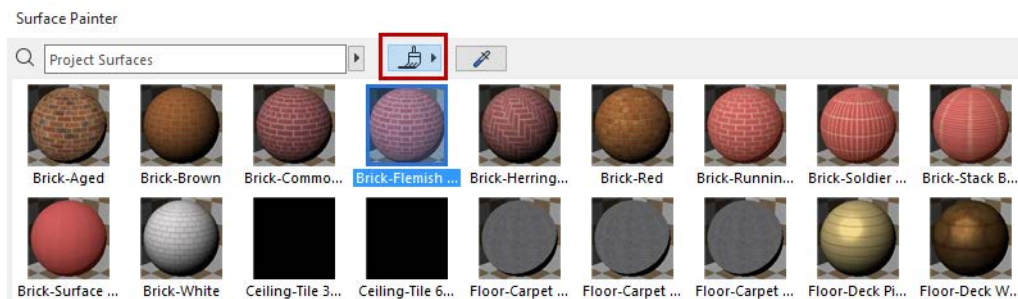 Surface Painter
Project Surfaces
Brick-Aged Brick-Brown Brick-Commo... Brick-Flemish ... Brick-Herring... Brick-Red Brick-Runnin... Brick-Soldier ... Brick-Stack B...
Brick-Surface ... Brick-White Ceiling-Tile 3... Ceiling-Tile 6... Floor-Carpet ... Floor-Carpet ... Floor-Carpet ... Floor-Deck Pi... Floor-Deck W...